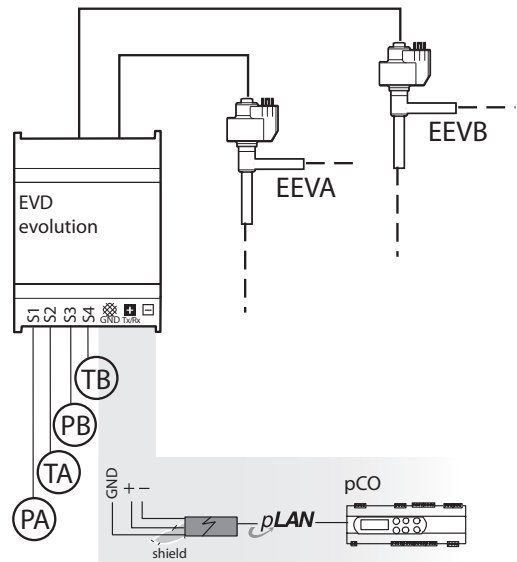 EEVB
EEVA
EVD
evolution
S1 S2 S3 S4 GND Tx/Rx
TB
PB
TA
PA
GND + −
shield
pLAN
pCO